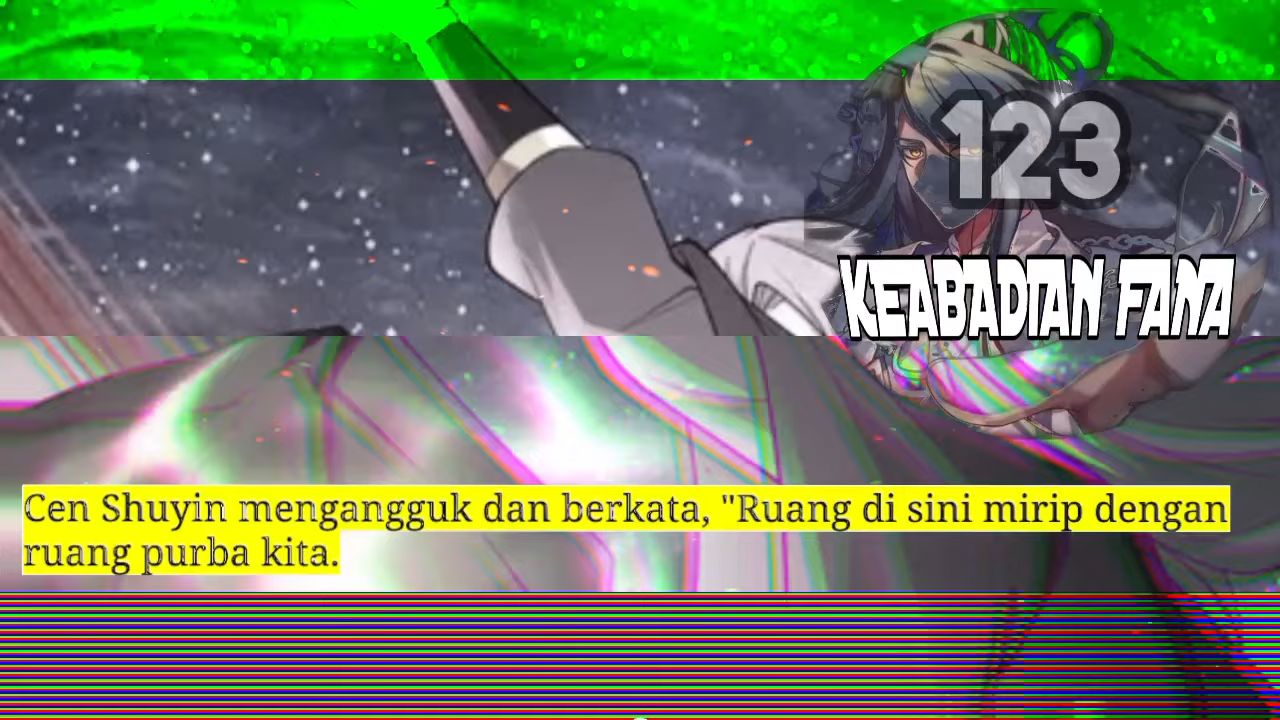 123
KEABADIAN FANA
Cen Shuyin mengangguk dan berkata, "Ruang di sini mirip dengan
ruang purba kita.